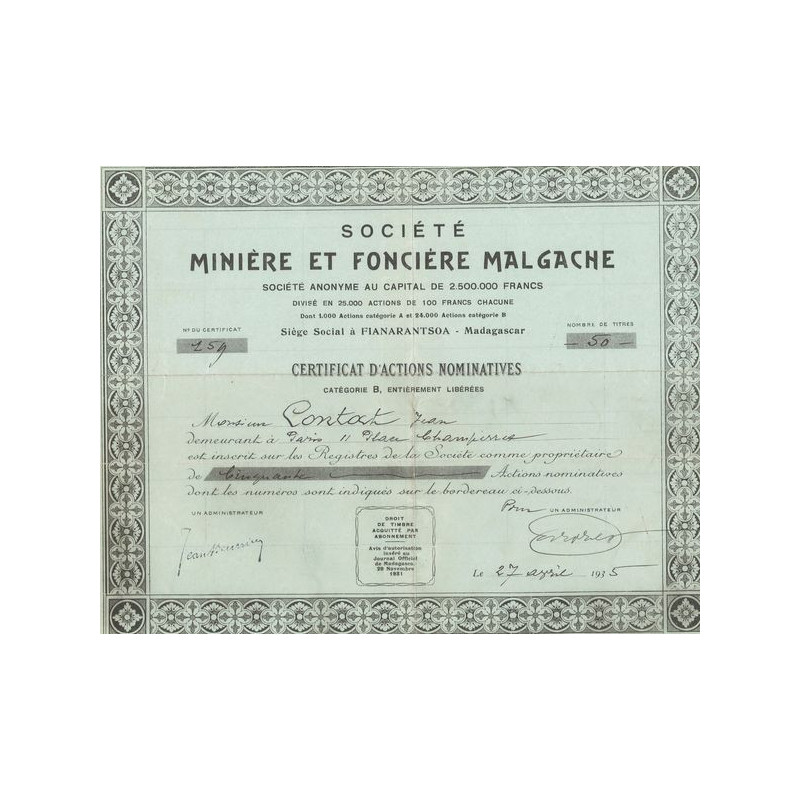 SOCIÉTÉ
MINIÈRE ET FONCIÈRE MALGACHE
SOCIÉTÉ ANONYME AU CAPITAL DE 2.500.000 FRANCS
DIVISÉ EN 25.000 ACTIONS DE 100 FRANCS CHACUNE
Dont 1.000 Actions catégorie A et 24.000 Actions catégorie B
Siège Social à FIANARANTSOA - Madagascar
No DU CERTIFICAT
159
NOMBRE DE TITRES
- 50 -
CERTIFICAT D'ACTIONS NOMINATIVES
CATÉGORIE B, ENTIÈREMENT LIBÉRÉES
Monsieur Contat Jean
demeurant à Paris 11 Place Champerret
est inscrit sur les Registres de la Société comme propriétaire
de Cinquante Actions nominatives
dont les numéros sont indiqués sur le bordereau ci-dessous.
UN ADMINISTRATEUR
DROIT
DE TIMBRE
ACQUITTÉ PAR
ABONNEMENT
Avis d'autorisation
inséré au
Journal Officiel
de Madagascar
29 Novembre
1931
Pour UN ADMINISTRATEUR
Le 27 avril 1935